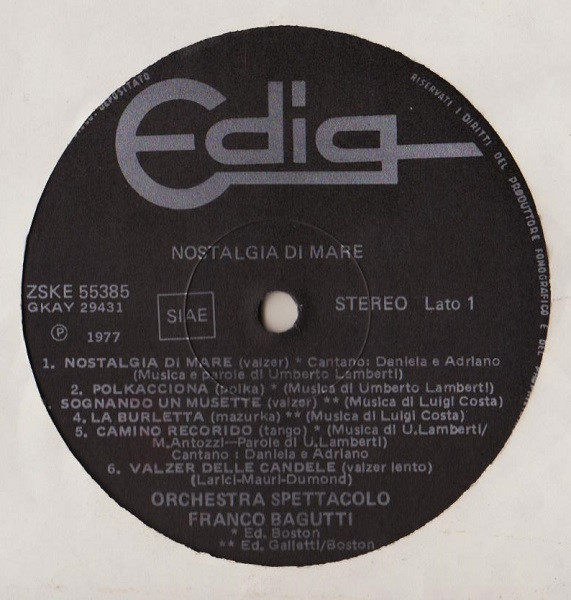 DEPOSITATO
RISERVATI I DIRITTI DEL PRODUTTORE FONOGRAFICO E DEL
Edig
NOSTALGIA DI MARE
ZSKE 55385
GKAY 29431
SIAE
STEREO Lato 1
Ⓟ 1977
1. NOSTALGIA Di MARE (valzer) * Cantano: Daniela e Adriano
(Musica e parole di Umberto Lamberti)
2. POLKACCIONA (polka) * (Musica di Umberto Lamberti)
SOGNANDO UN MUSETTE (valzer) ** (Musica di Luigi Costa)
4. LA BURLETTA (mazurka) ** (Musica di Luigi Costa)
5. CAMINO RECORIDO (tango) * (Musica di U.Lamberti/
M.Antozzi—Parole di U.Lamberti)
Cantano : Daniela e Adriano
6. VALZER DELLE CANDELE (valzer lento)
(Larici-Mauri-Dumond)
ORCHESTRA SPETTACOLO
FRANCO BAGUTTI
* Ed. Boston
** Ed. Galletti/Boston